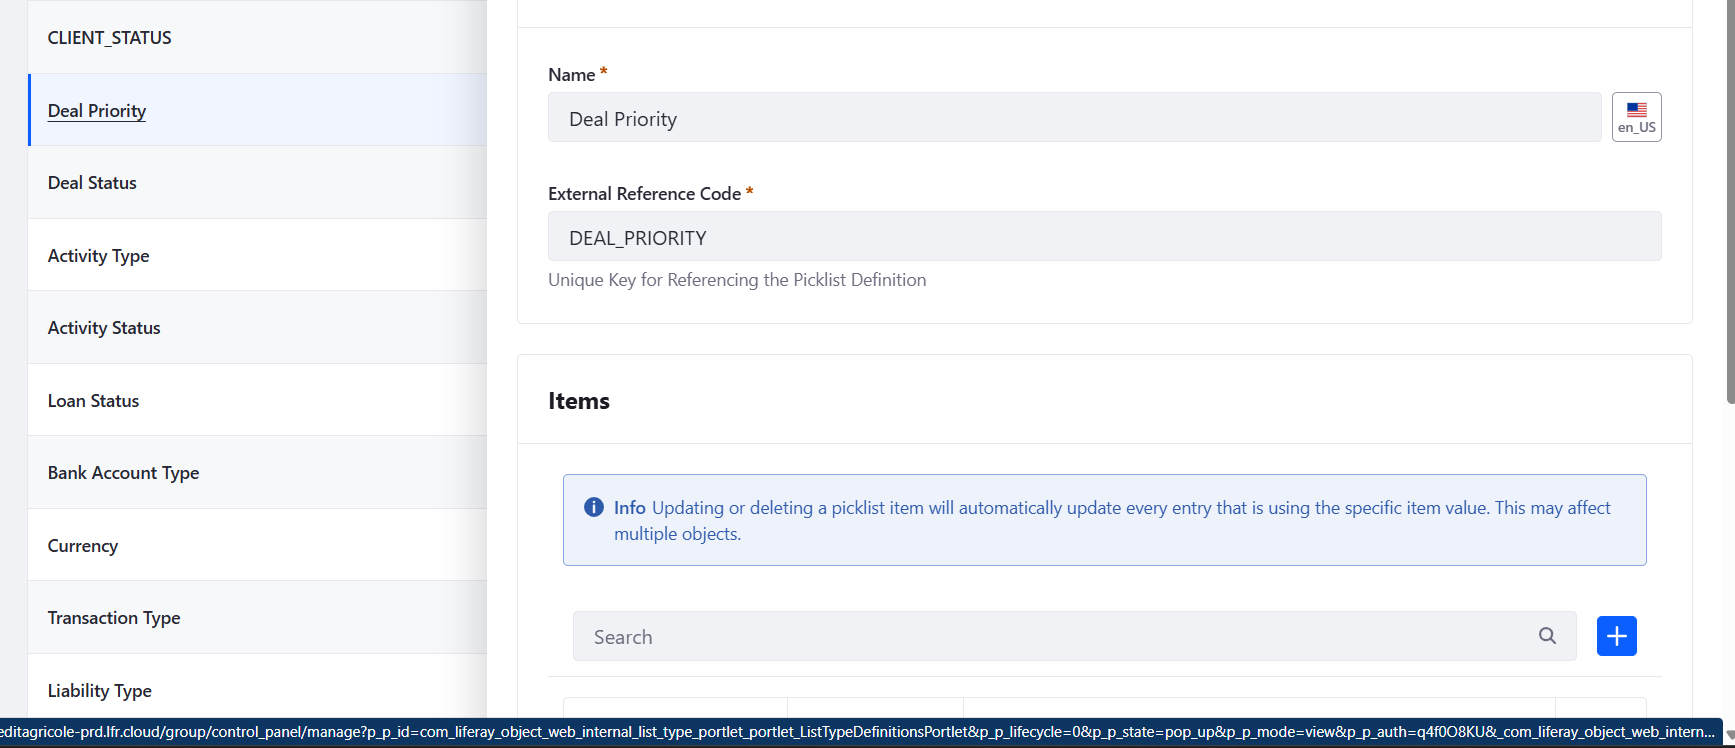 CLIENT_STATUS
Deal Priority
Deal Status
Activity Type
Activity Status
Loan Status
Bank Account Type
Currency
Transaction Type
Liability Type
Name *
Deal Priority
en_US
External Reference Code *
DEAL_PRIORITY
Unique Key for Referencing the Picklist Definition
Items
Info Updating or deleting a picklist item will automatically update every entry that is using the specific item value. This may affect
multiple objects.
Search
editagricole-prd.lfr.cloud/group/control_panel/manage?p_p_id=com_liferay_object_web_internal_list_type_portlet_portlet_ListTypeDefinitionsPortlet&p_p_lifecycle=0&p_p_state=pop_up&p_p_mode=view&p_p_auth=q4f0O8KU&_com_liferay_object_web_intern...